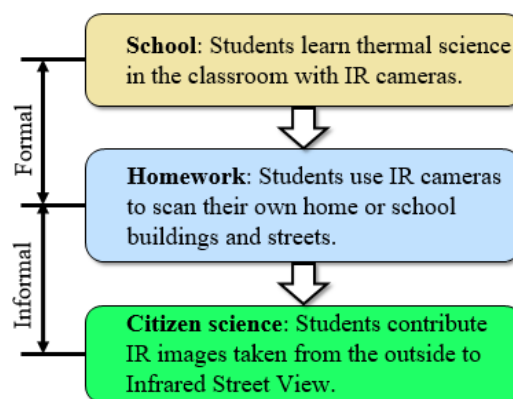 School: Students learn thermal science
in the classroom with IR cameras.
Formal
Homework: Students use IR cameras
to scan their own home or school
buildings and streets.
Informal
Citizen science: Students contribute
IR images taken from the outside to
Infrared Street View.